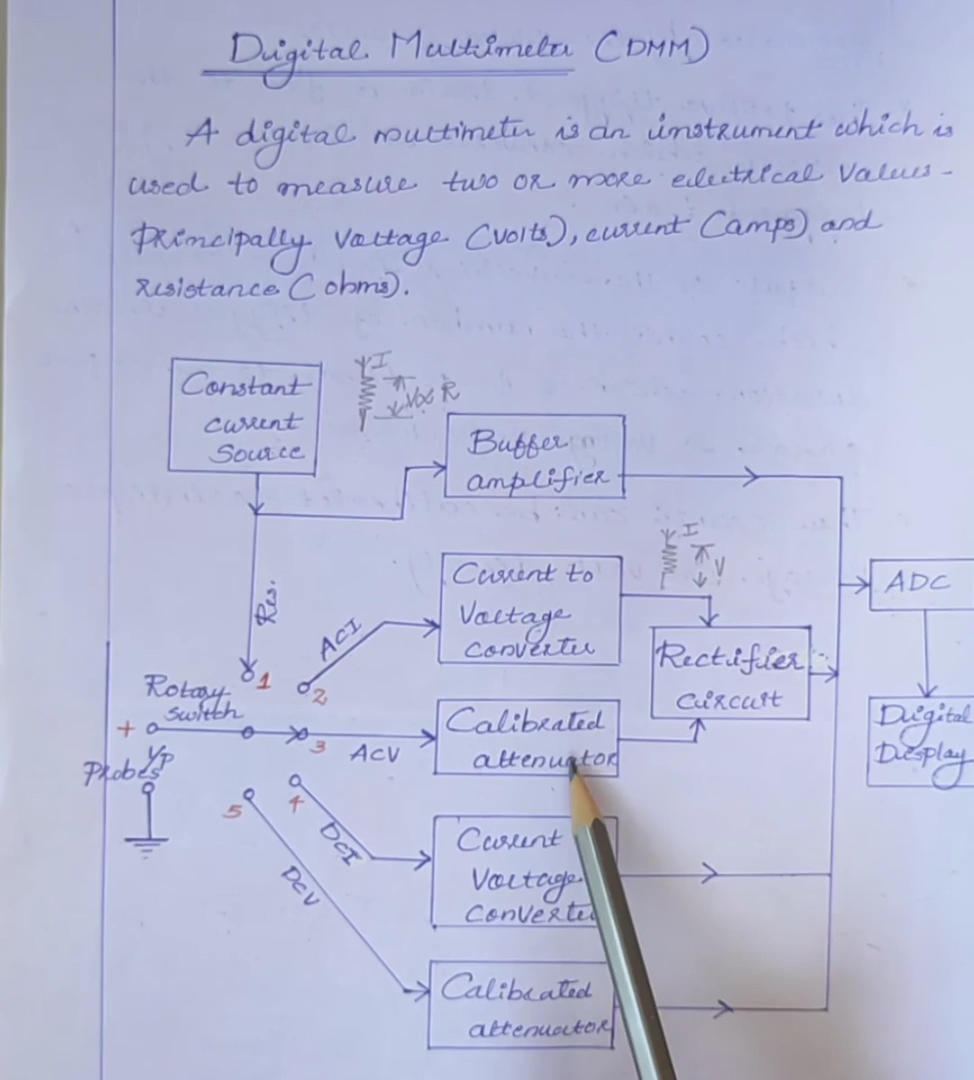 Digital Multimeter (DMM)
A digital multimeter is an instrument which is
used to measure two or more electrical values -
principally voltage (volts), current (amps) and
resistance (ohms).
Constant
current
Source
I
V∝R
Buffer
amplifier
I
V
Current to
Voltage
converter
ADC
Res.
ACI
Rectifier
circuit
1
2
Rotary
switch
+
3
ACV
Calibrated
attenuator
Digital
Display
I/P
Probes
4
5
DCI
DCV
Current
Voltage
Converter
Calibrated
attenuator